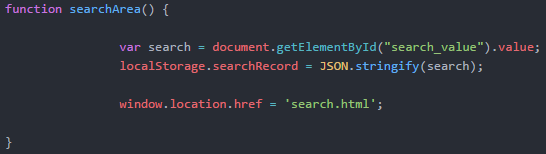 function searchArea() {
var search = document.getElementById("search_value").value;
localStorage.searchRecord = JSON.stringify(search);
window.location.href = 'search.html';
}